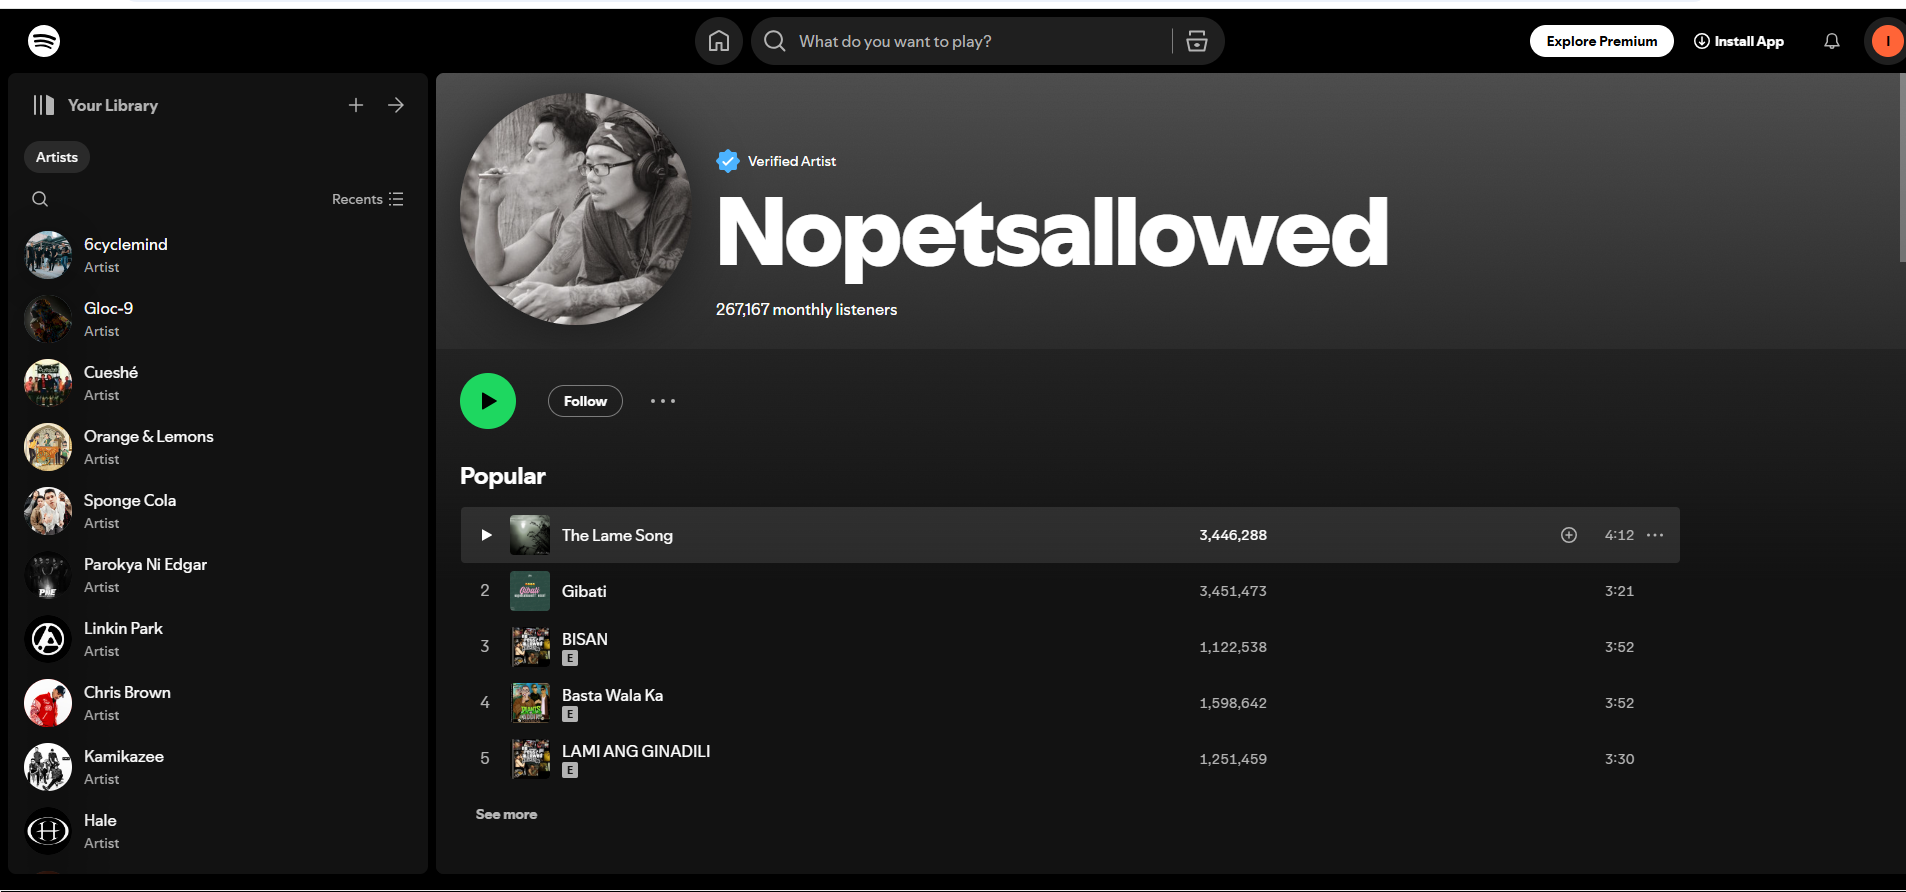 What do you want to play?
Explore Premium
Install App
I
Your Library
Artists
Recents
6cyclemind
Artist
Gloc-9
Artist
Cueshé
Artist
Orange & Lemons
Artist
Sponge Cola
Artist
Parokya Ni Edgar
Artist
Linkin Park
Artist
Chris Brown
Artist
Kamikazee
Artist
Hale
Artist
Verified Artist
Nopetsallowed
267,167 monthly listeners
Follow
Popular
The Lame Song 3,446,288 4:12
2 Gibati 3,451,473 3:21
3 BISAN 1,122,538 3:52
E
4 Basta Wala Ka 1,598,642 3:52
E
5 LAMI ANG GINADILI 1,251,459 3:30
E
See more